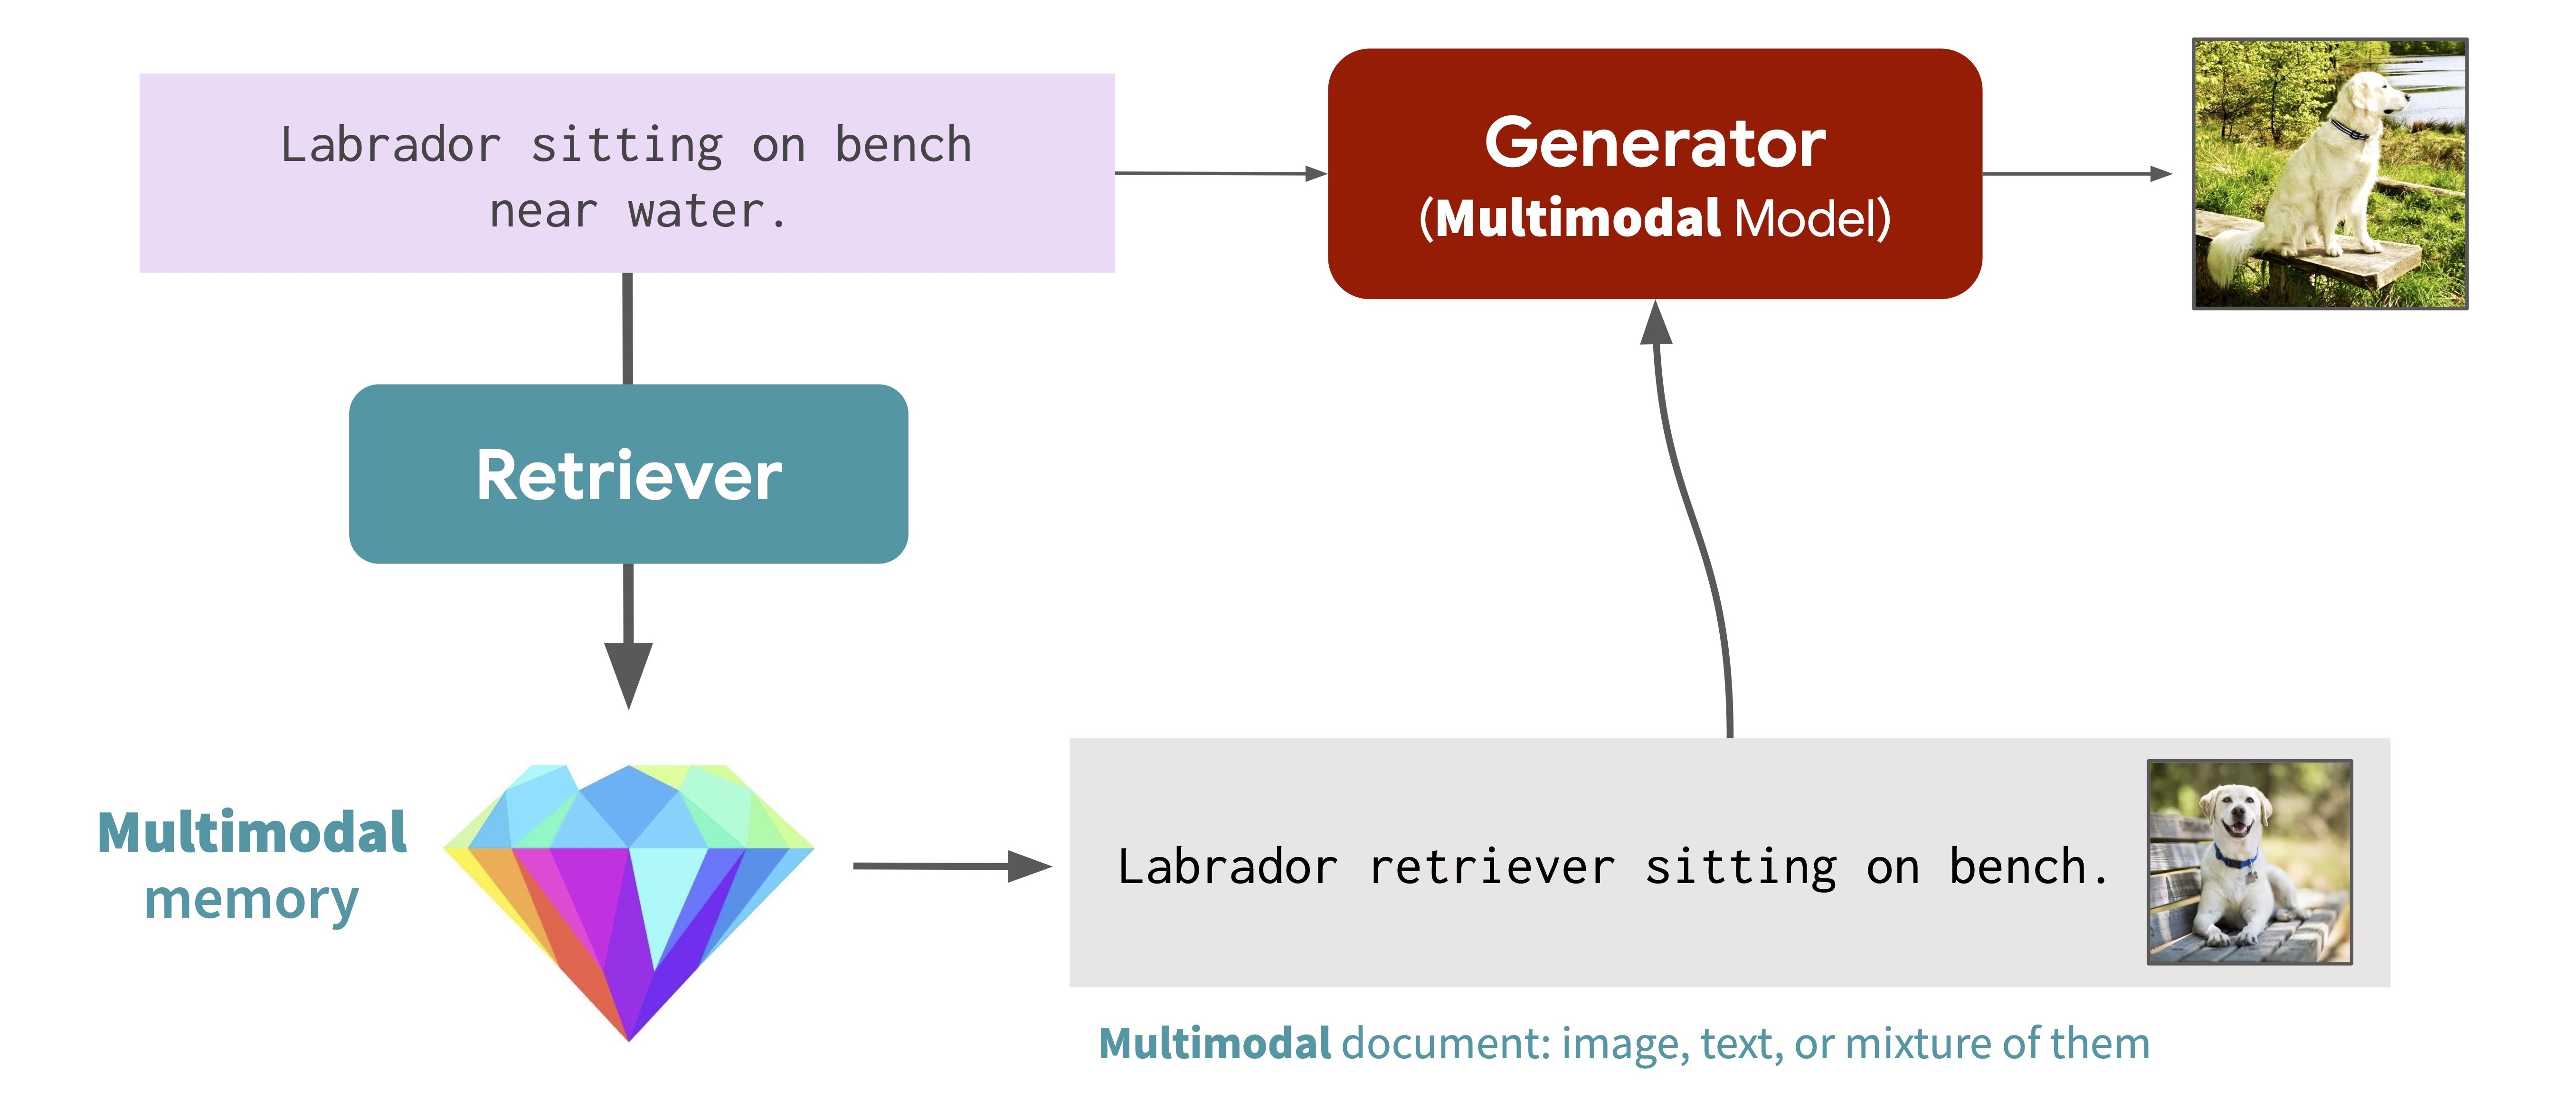 Labrador sitting on bench
near water.
Generator
(Multimodal Model)
Retriever
Multimodal
memory
Labrador retriever sitting on bench.
Multimodal document: image, text, or mixture of them